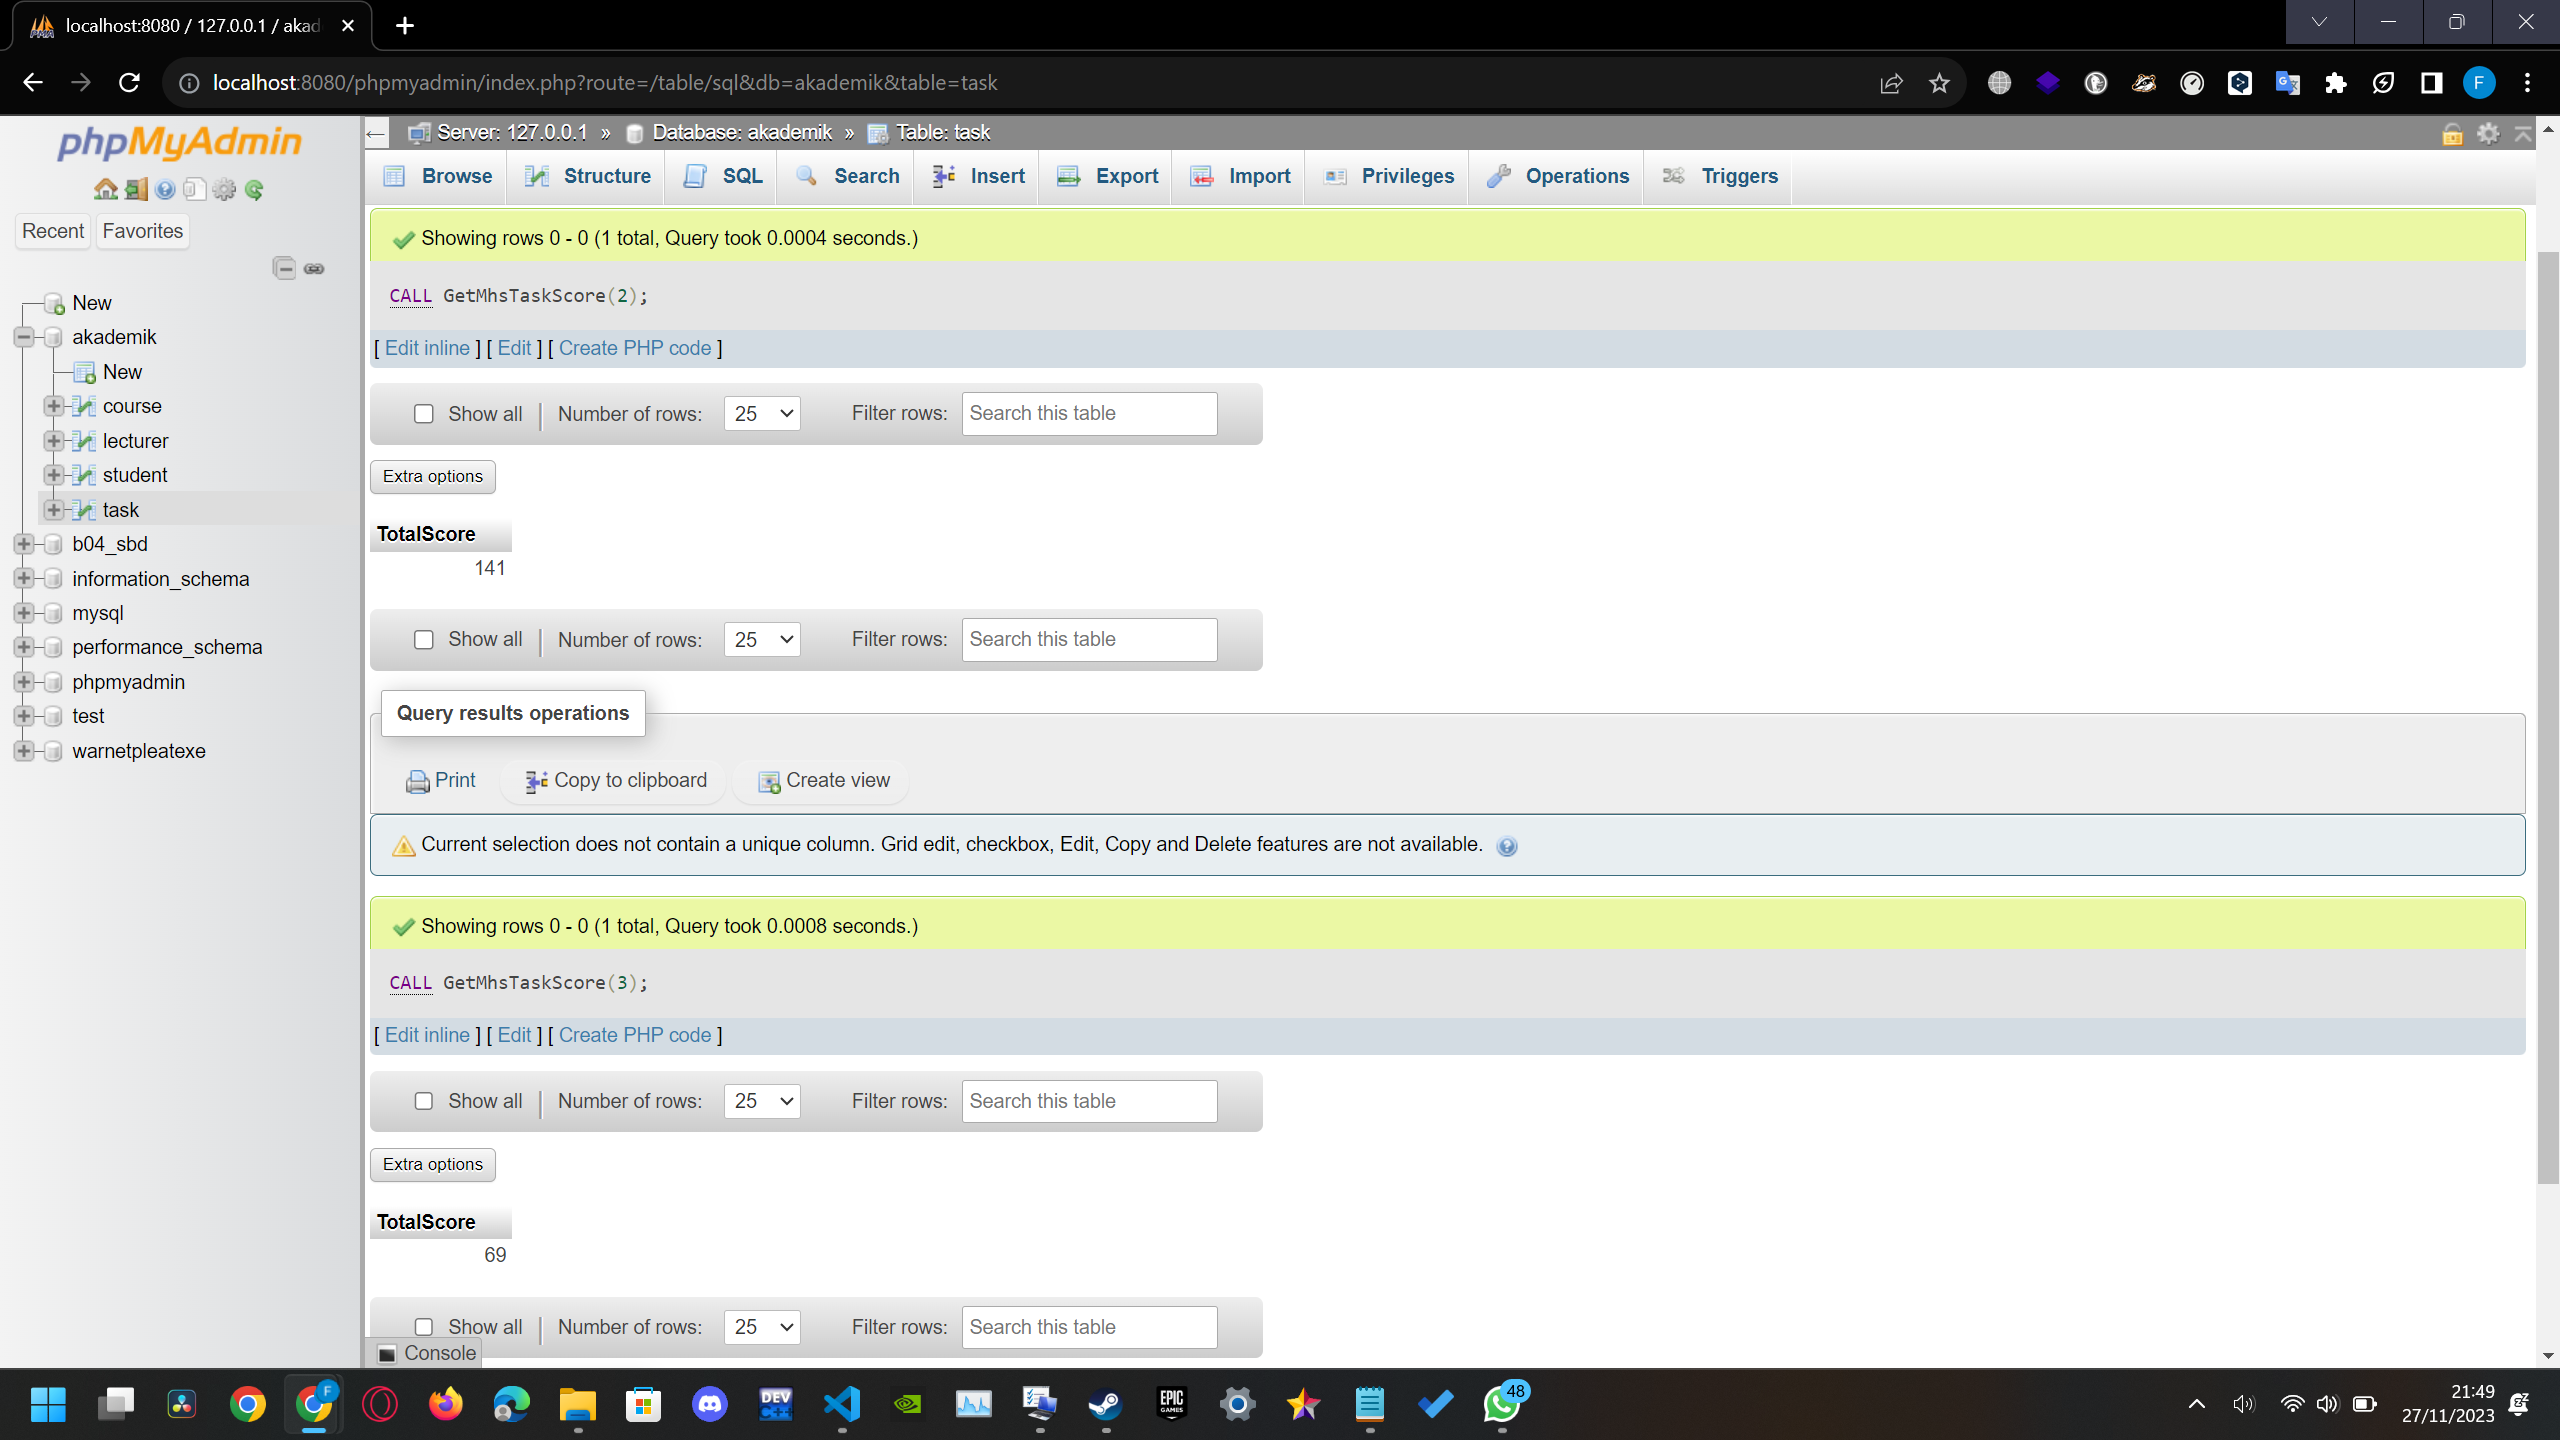 localhost:8080 / 127.0.0.1 / akad
localhost:8080/phpmyadmin/index.php?route=/table/sql&db=akademik&table=task
F
phpMyAdmin
Recent
Favorites
New
akademik
New
course
lecturer
student
task
b04_sbd
information_schema
mysql
performance_schema
phpmyadmin
test
warnetpleatexe
Server: 127.0.0.1 » Database: akademik » Table: task
Browse
Structure
SQL
Search
Insert
Export
Import
Privileges
Operations
Triggers
Showing rows 0 - 0 (1 total, Query took 0.0004 seconds.)
CALL GetMhsTaskScore(2);
[ Edit inline ] [ Edit ] [ Create PHP code ]
Show all | Number of rows: 25 Filter rows: Search this table
Extra options
TotalScore
141
Show all | Number of rows: 25 Filter rows: Search this table
Query results operations
Print
Copy to clipboard
Create view
Current selection does not contain a unique column. Grid edit, checkbox, Edit, Copy and Delete features are not available.
Showing rows 0 - 0 (1 total, Query took 0.0008 seconds.)
CALL GetMhsTaskScore(3);
[ Edit inline ] [ Edit ] [ Create PHP code ]
Show all | Number of rows: 25 Filter rows: Search this table
Extra options
TotalScore
69
Show all | Number of rows: 25 Filter rows: Search this table
Console
F
DEV
C++
EPIC
GAMES
48
21:49
27/11/2023